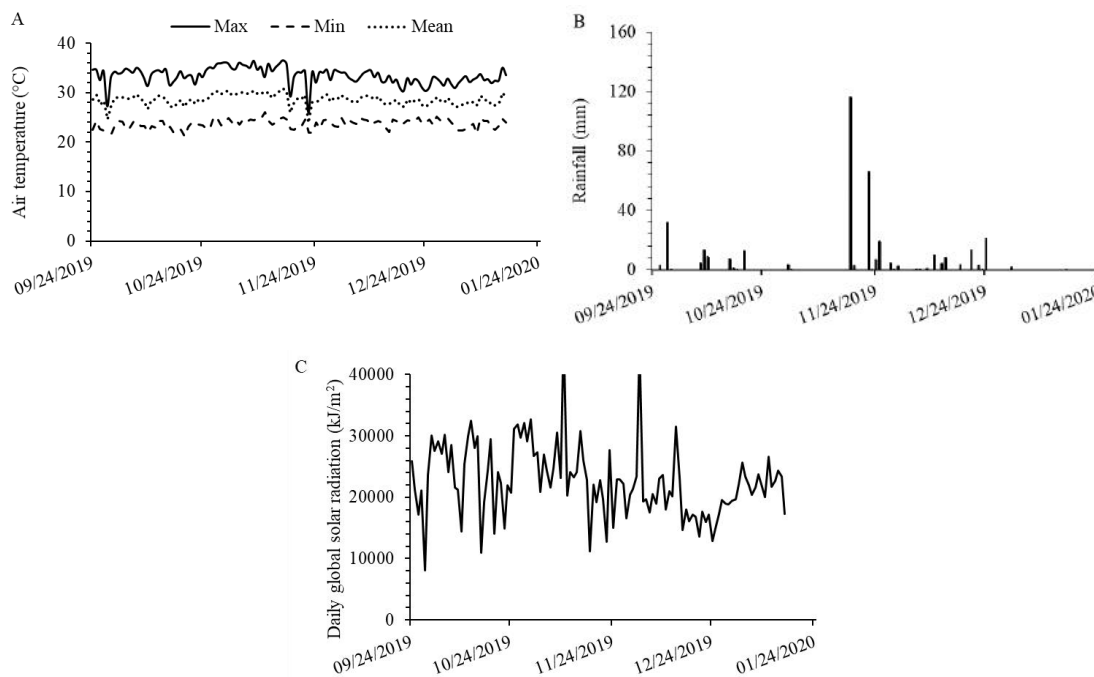 A
Max Min Mean
Air temperature (°C)
40
30
20
10
0
09/24/2019 10/24/2019 11/24/2019 12/24/2019 01/24/2020
B
Rainfall (mm)
160
120
80
40
0
09/24/2019 10/24/2019 11/24/2019 12/24/2019 01/24/2020
C
Daily global solar radiation (kJ/m²)
40000
30000
20000
10000
0
09/24/2019 10/24/2019 11/24/2019 12/24/2019 01/24/2020